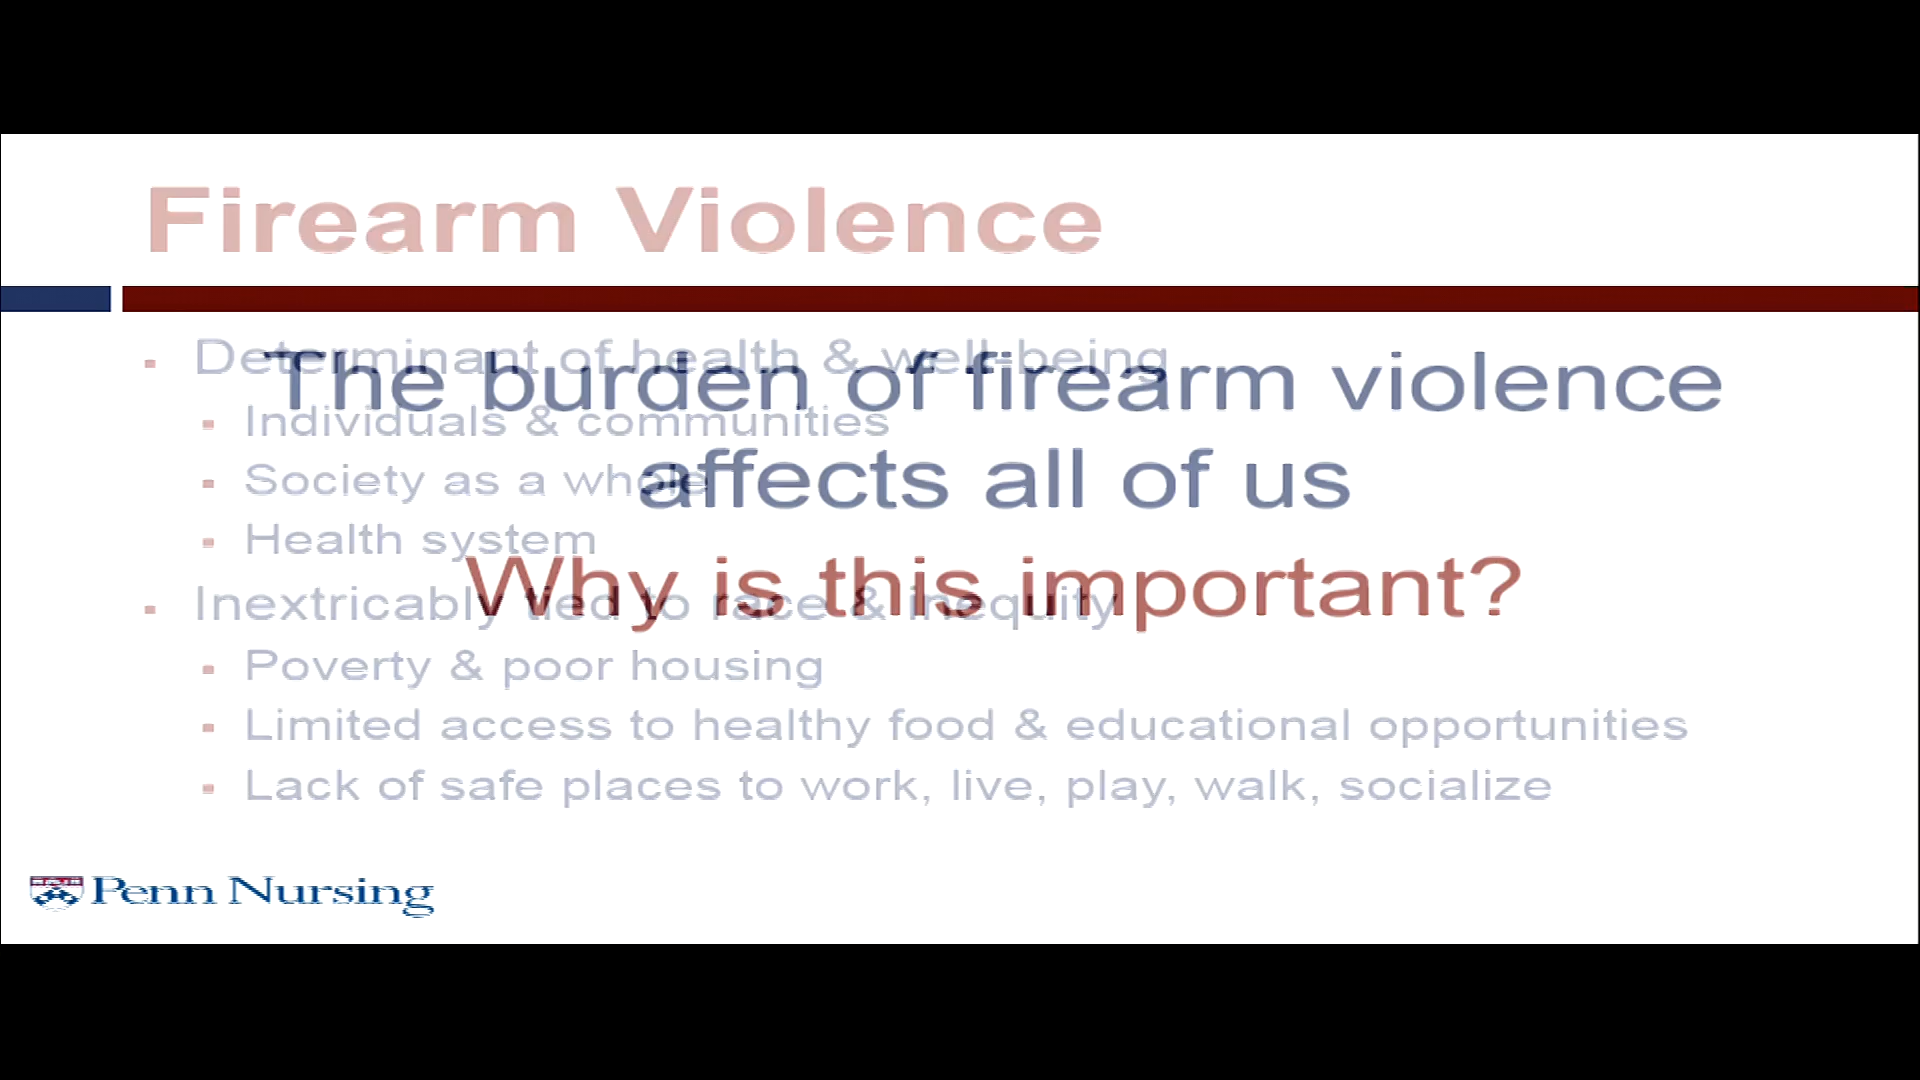 Firearm Violence
The burden of firearm violence
affects all of us
Why is this important?
▪ Determinant of health & well-being
▪ Individuals & communities
▪ Society as a whole
▪ Health system
▪ Inextricably tied to race & inequity
▪ Poverty & poor housing
▪ Limited access to healthy food & educational opportunities
▪ Lack of safe places to work, live, play, walk, socialize
Penn Nursing